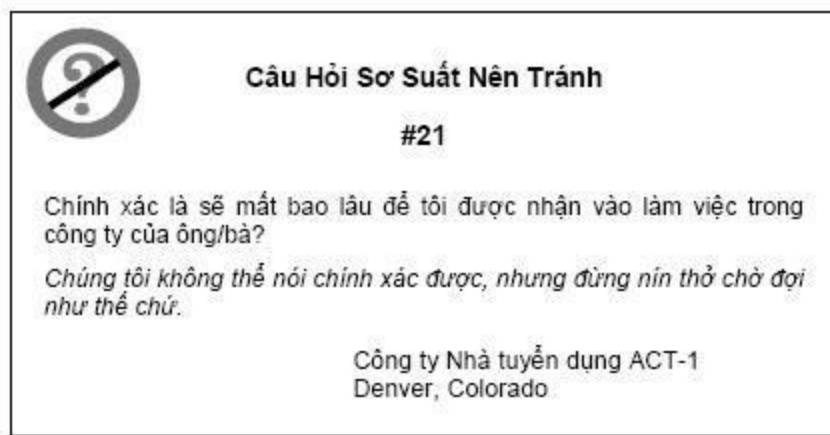 Câu Hỏi Sơ Suất Nên Tránh
#21
Chính xác là sẽ mất bao lâu để tôi được nhận vào làm việc trong
công ty của ông/bà?
Chúng tôi không thể nói chính xác được, nhưng đừng nín thở chờ đợi
như thế chứ.
Công ty Nhà tuyển dụng ACT-1
Denver, Colorado